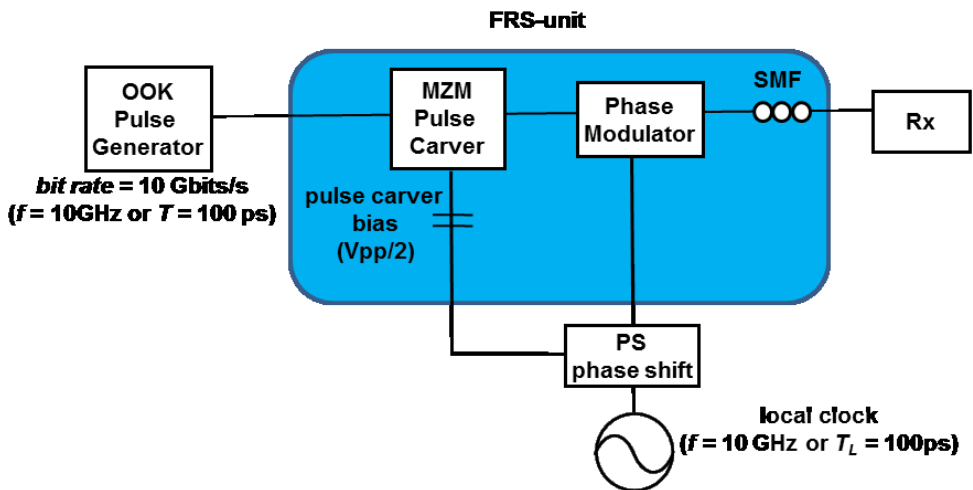 FRS-unit
OOK
Pulse
Generator
bit rate = 10 Gbits/s
(f = 10GHz or T = 100 ps)
MZM
Pulse
Carver
pulse carver
bias
(Vpp/2)
Phase
Modulator
SMF
Rx
PS
phase shift
local clock
(f = 10 GHz or T_L = 100ps)